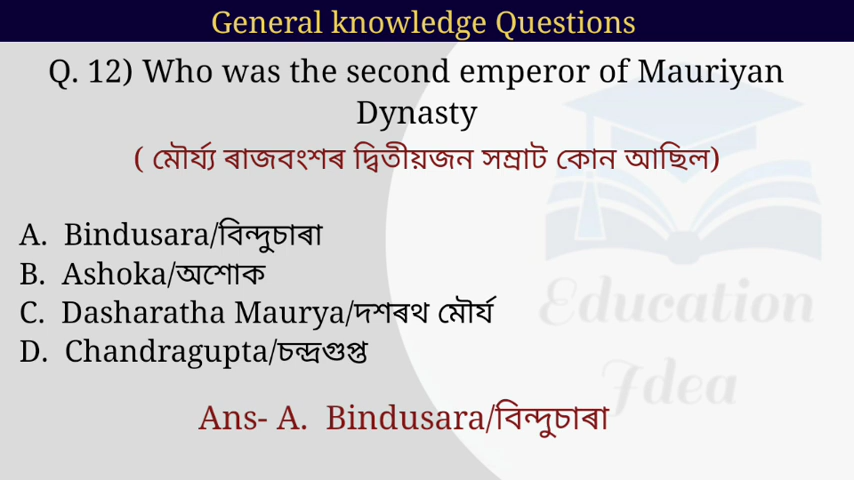 General knowledge Questions
Q. 12) Who was the second emperor of Mauriyan
Dynasty
( মৌৰ্য্য ৰাজবংশৰ দ্বিতীয়জন সম্ৰাট কোন আছিল)
A. Bindusara/বিন্দুচাৰা
B. Ashoka/অশোক
C. Dasharatha Maurya/দশৰথ মৌৰ্য
D. Chandragupta/চন্দ্ৰগুপ্ত
Education
Idea
Ans- A. Bindusara/বিন্দুচাৰা